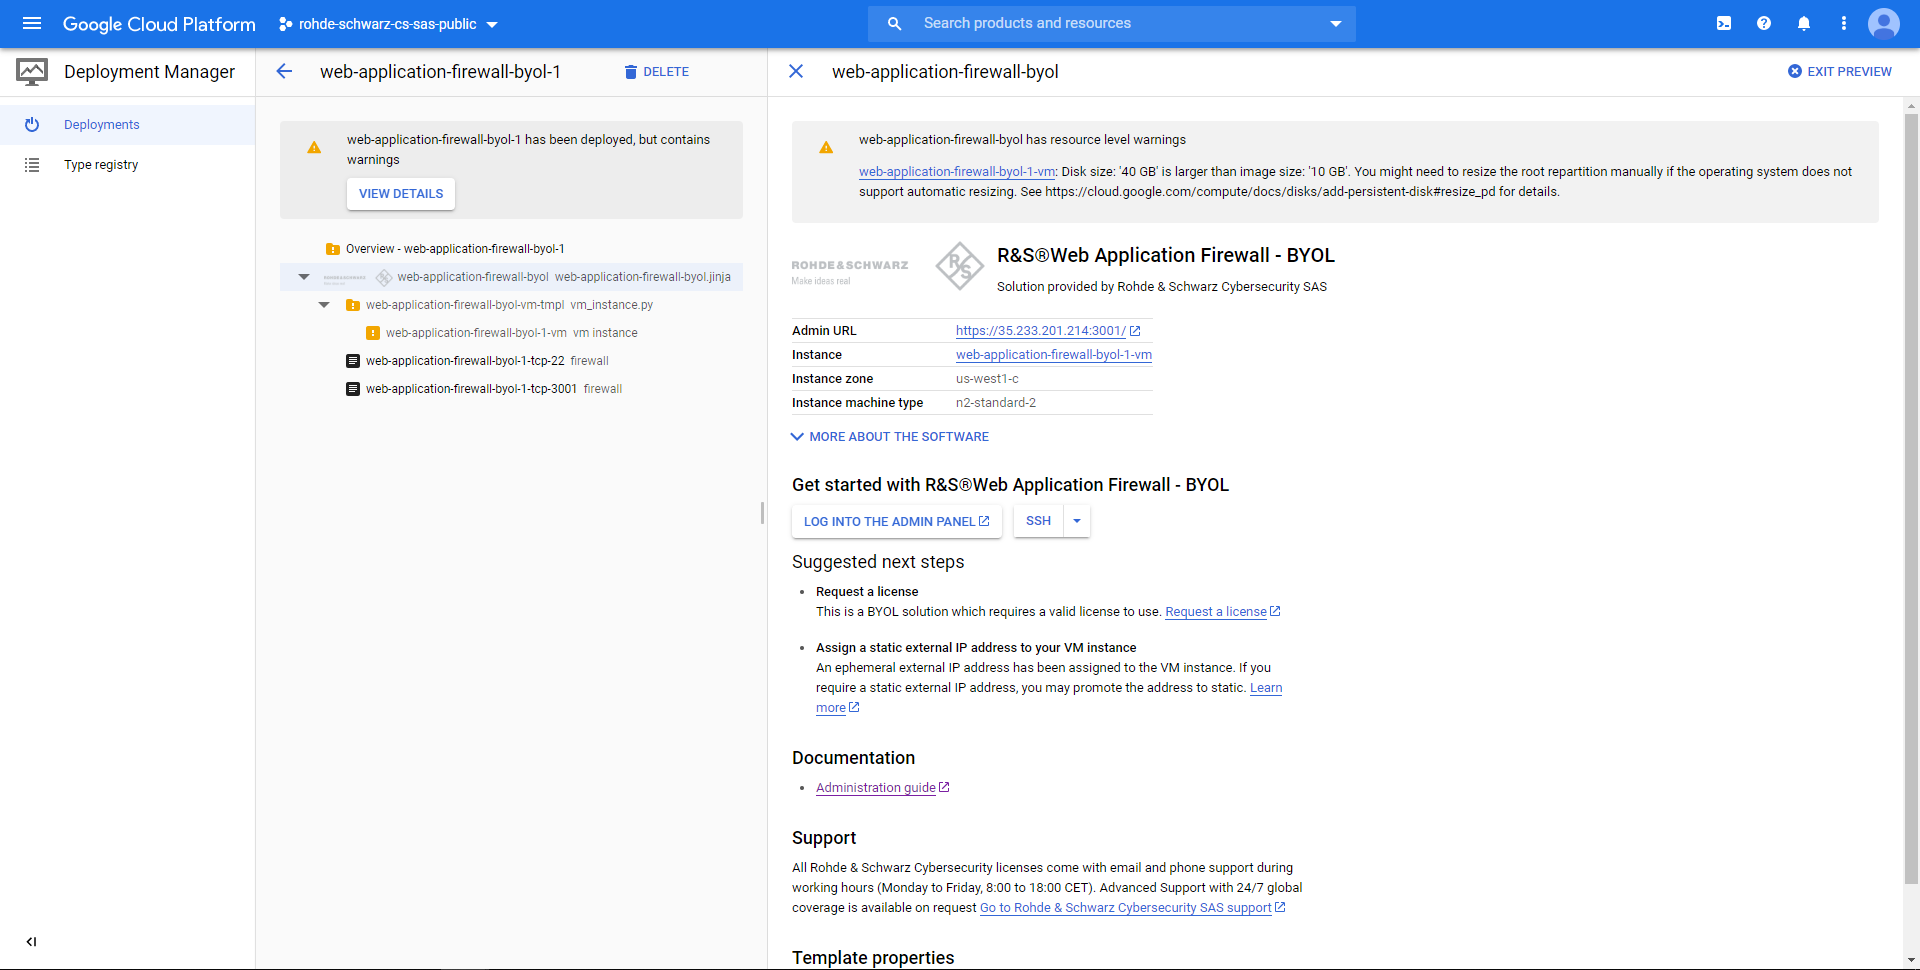 Google Cloud Platform
rohde-schwarz-cs-sas-public
Search products and resources
Deployment Manager
web-application-firewall-byol-1
DELETE
web-application-firewall-byol
EXIT PREVIEW
Deployments
Type registry
web-application-firewall-byol-1 has been deployed, but contains
warnings
VIEW DETAILS
Overview - web-application-firewall-byol-1
web-application-firewall-byol web-application-firewall-byol.jinja
web-application-firewall-byol-vm-tmpl vm_instance.py
web-application-firewall-byol-1-vm vm instance
web-application-firewall-byol-1-tcp-22 firewall
web-application-firewall-byol-1-tcp-3001 firewall
web-application-firewall-byol has resource level warnings
web-application-firewall-byol-1-vm: Disk size: '40 GB' is larger than image size: '10 GB'. You might need to resize the root repartition manually if the operating system does not
support automatic resizing. See https://cloud.google.com/compute/docs/disks/add-persistent-disk#resize_pd for details.
ROHDE&SCHWARZ
Make ideas real
R&S
R&S®Web Application Firewall - BYOL
Solution provided by Rohde & Schwarz Cybersecurity SAS
Admin URL https://35.233.201.214:3001/
Instance web-application-firewall-byol-1-vm
Instance zone us-west1-c
Instance machine type n2-standard-2
MORE ABOUT THE SOFTWARE
Get started with R&S®Web Application Firewall - BYOL
LOG INTO THE ADMIN PANEL
SSH
Suggested next steps
• Request a license
This is a BYOL solution which requires a valid license to use. Request a license
• Assign a static external IP address to your VM instance
An ephemeral external IP address has been assigned to the VM instance. If you
require a static external IP address, you may promote the address to static. Learn
more
Documentation
• Administration guide
Support
All Rohde & Schwarz Cybersecurity licenses come with email and phone support during
working hours (Monday to Friday, 8:00 to 18:00 CET). Advanced Support with 24/7 global
coverage is available on request Go to Rohde & Schwarz Cybersecurity SAS support
Template properties